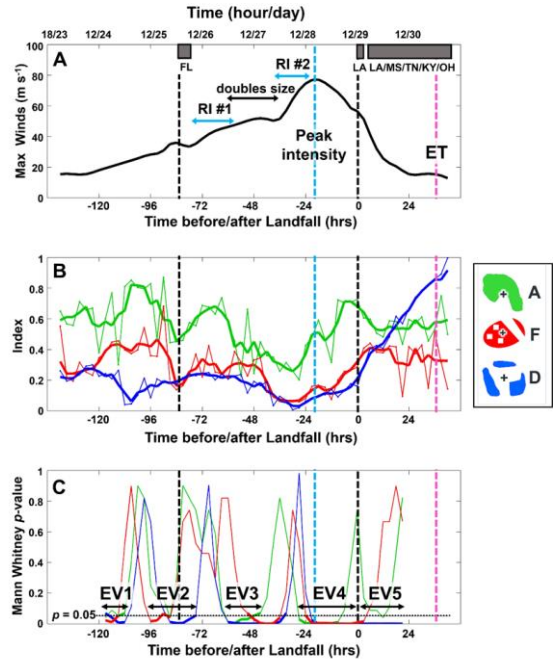 Time (hour/day)
18/23 12/24 12/25 12/26 12/27 12/28 12/29 12/30
A
FL
LA LA/MS/TN/KY/OH
RI #2
doubles size
RI #1
Peak
intensity
ET
Max Winds (m s⁻¹)
100
80
60
40
20
0
-120 -96 -72 -48 -24 0 24
Time before/after Landfall (hrs)
B
Index
1
0.8
0.6
0.4
0.2
0
-120 -96 -72 -48 -24 0 24
Time before/after Landfall (hrs)
A
F
D
C
Mann Whitney p-value
1
0.8
0.6
0.4
0.2
0
EV1 EV2 EV3 EV4 EV5
p = 0.05
-120 -96 -72 -48 -24 0 24
Time before/after Landfall (hrs)